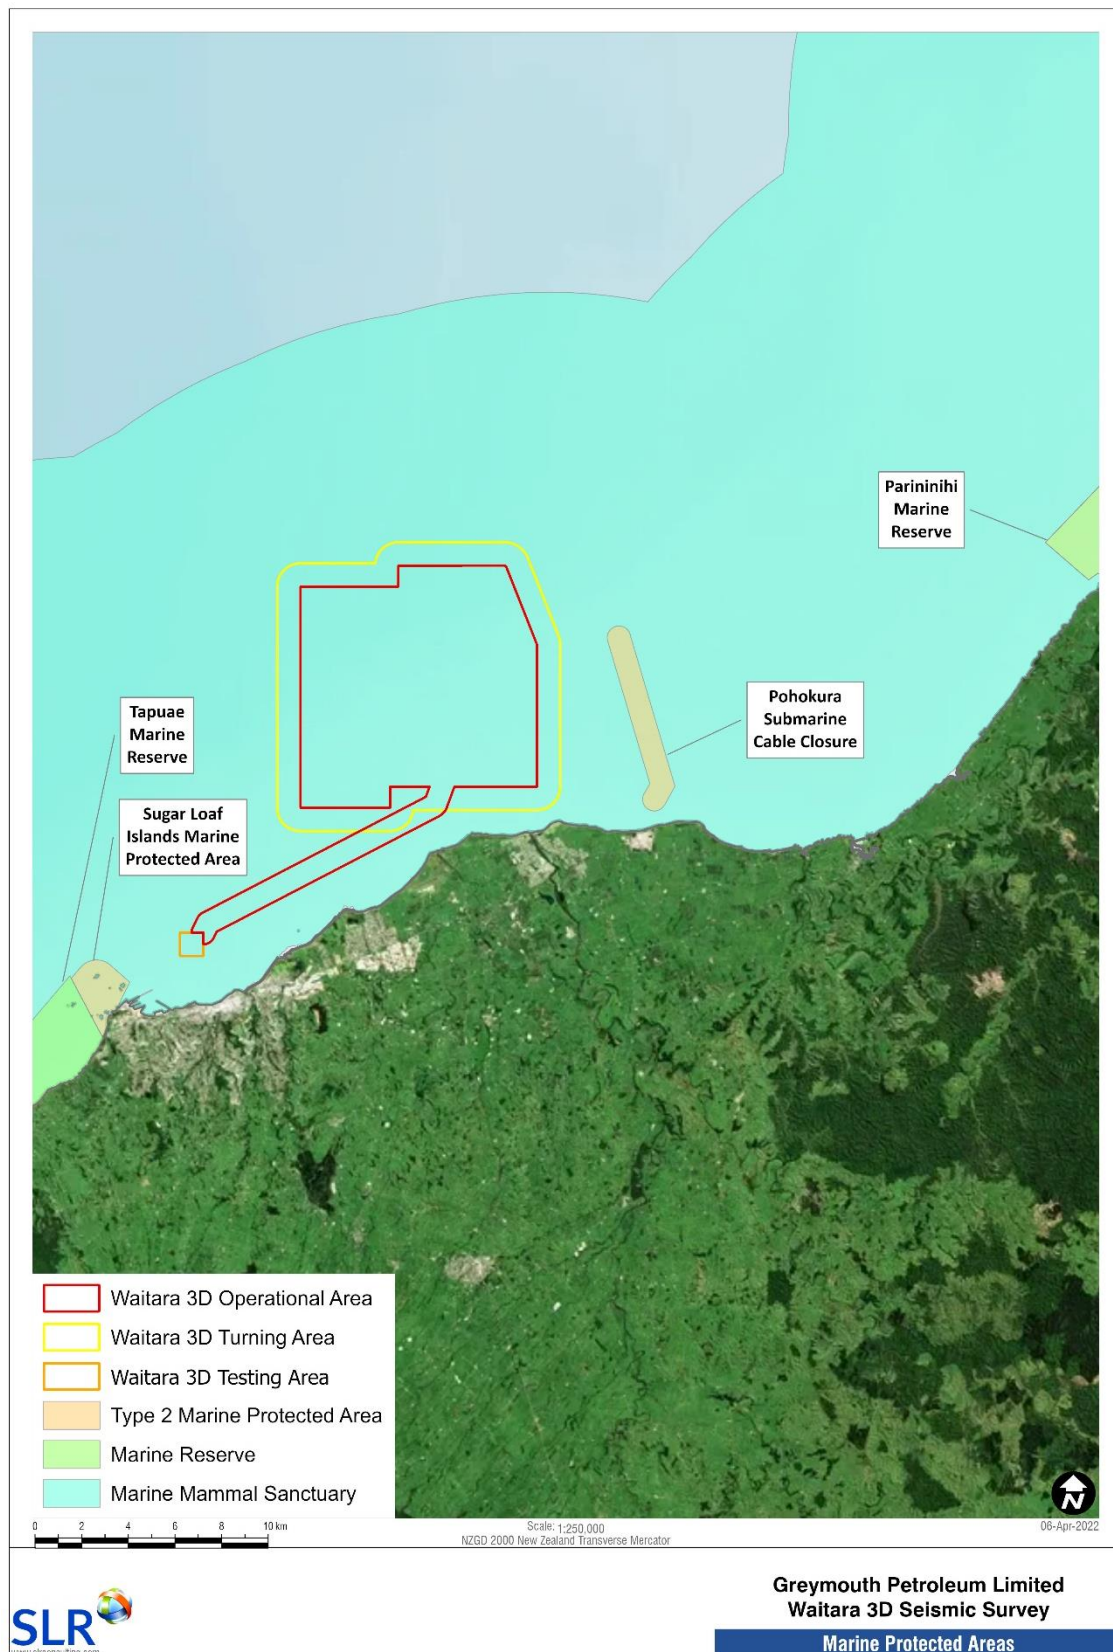 Parininihi
Marine
Reserve
Pohokura
Submarine
Cable Closure
Tapuae
Marine
Reserve
Sugar Loaf
Islands Marine
Protected Area
Waitara 3D Operational Area
Waitara 3D Turning Area
Waitara 3D Testing Area
Type 2 Marine Protected Area
Marine Reserve
Marine Mammal Sanctuary
N
0 2 4 6 8 10 km
Scale: 1:250,000
NZGD 2000 New Zealand Transverse Mercator
06-Apr-2022
SLR
Greymouth Petroleum Limited
Waitara 3D Seismic Survey
Marine Protected Areas